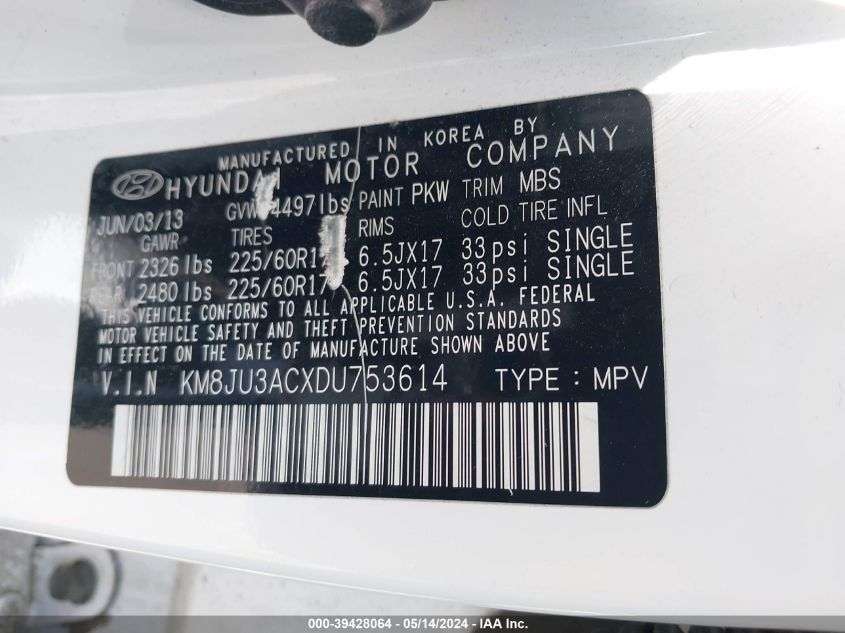 MANUFACTURED IN KOREA BY
HYUNDAI MOTOR COMPANY
JUN/03/13 4497lbs PAINT PKW TRIM MBS
GAWR TIRES RIMS COLD TIRE INFL
FRONT 2326 lbs 6.5JX17 33psi SINGLE
REAR 2480 lbs 225/60R17 6.5JX17 33psi SINGLE
THIS VEHICLE CONFORMS TO ALL APPLICABLE U.S.A. FEDERAL
MOTOR VEHICLE SAFETY AND THEFT PREVENTION STANDARDS
IN EFFECT ON THE DATE OF MANUFACTURE SHOWN ABOVE
V.I.N KM8JU3ACXDU753614 TYPE : MPV
000-39428064 - 05/14/2024 - IAA Inc.